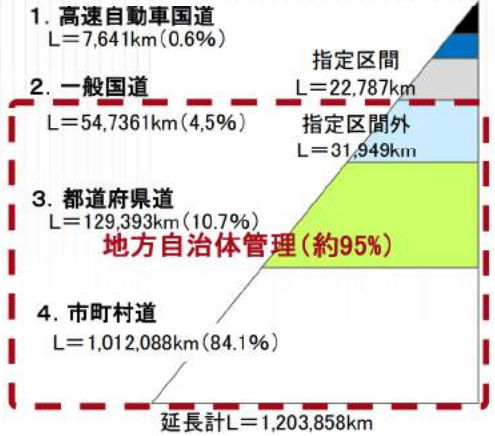 1. 高速自動車国道
L=7,641km(0.6%)
2. 一般国道
L=54,7361km(4,5%)
指定区間
L=22,787km
指定区間外
L=31,949km
3. 都道府県道
L=129,393km(10.7%)
地方自治体管理(約95%)
4. 市町村道
L=1,012,088km(84.1%)
延長計L=1,203,858km